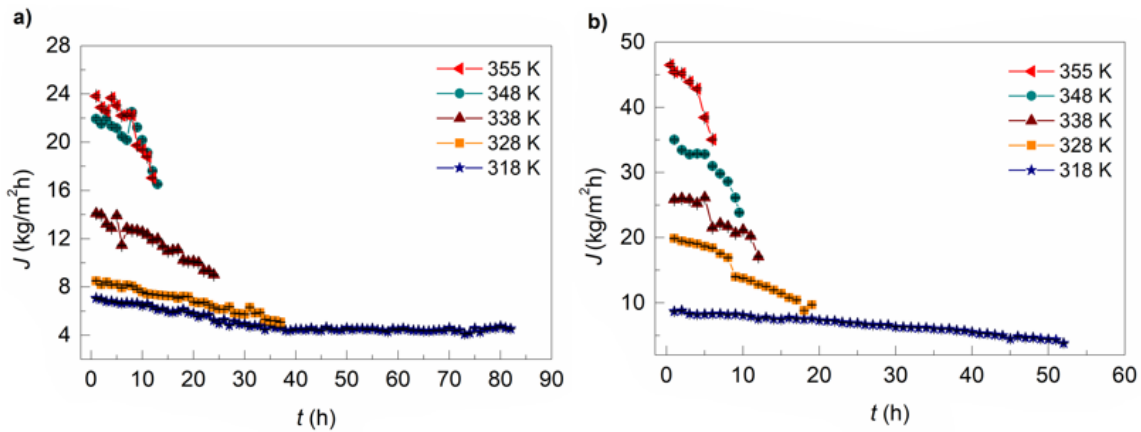 a)
28
24
20
16
12
8
4
J (kg/m²h)
0 10 20 30 40 50 60 70 80 90
t (h)
355 K
348 K
338 K
328 K
318 K
b)
50
40
30
20
10
J (kg/m²h)
0 10 20 30 40 50 60
t (h)
355 K
348 K
338 K
328 K
318 K